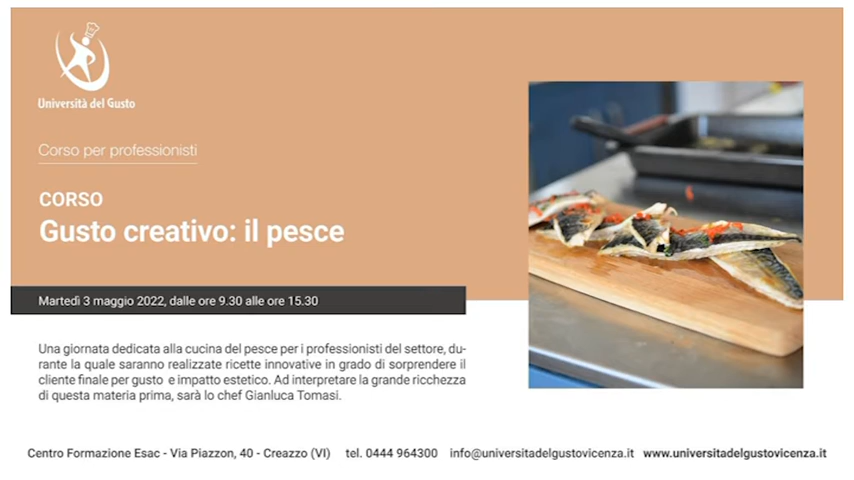 Università del Gusto
Corso per professionisti
CORSO
Gusto creativo: il pesce
Martedì 3 maggio 2022, dalle ore 9.30 alle ore 15.30
Una giornata dedicata alla cucina del pesce per i professionisti del settore, du-
rante la quale saranno realizzate ricette innovative in grado di sorprendere il
cliente finale per gusto e impatto estetico. Ad interpretare la grande ricchezza
di questa materia prima, sarà lo chef Gianluca Tomasi.
Centro Formazione Esac - Via Piazzon, 40 - Creazzo (VI) tel. 0444 964300 info@universitadelgustovicenza.it www.universitadelgustovicenza.it